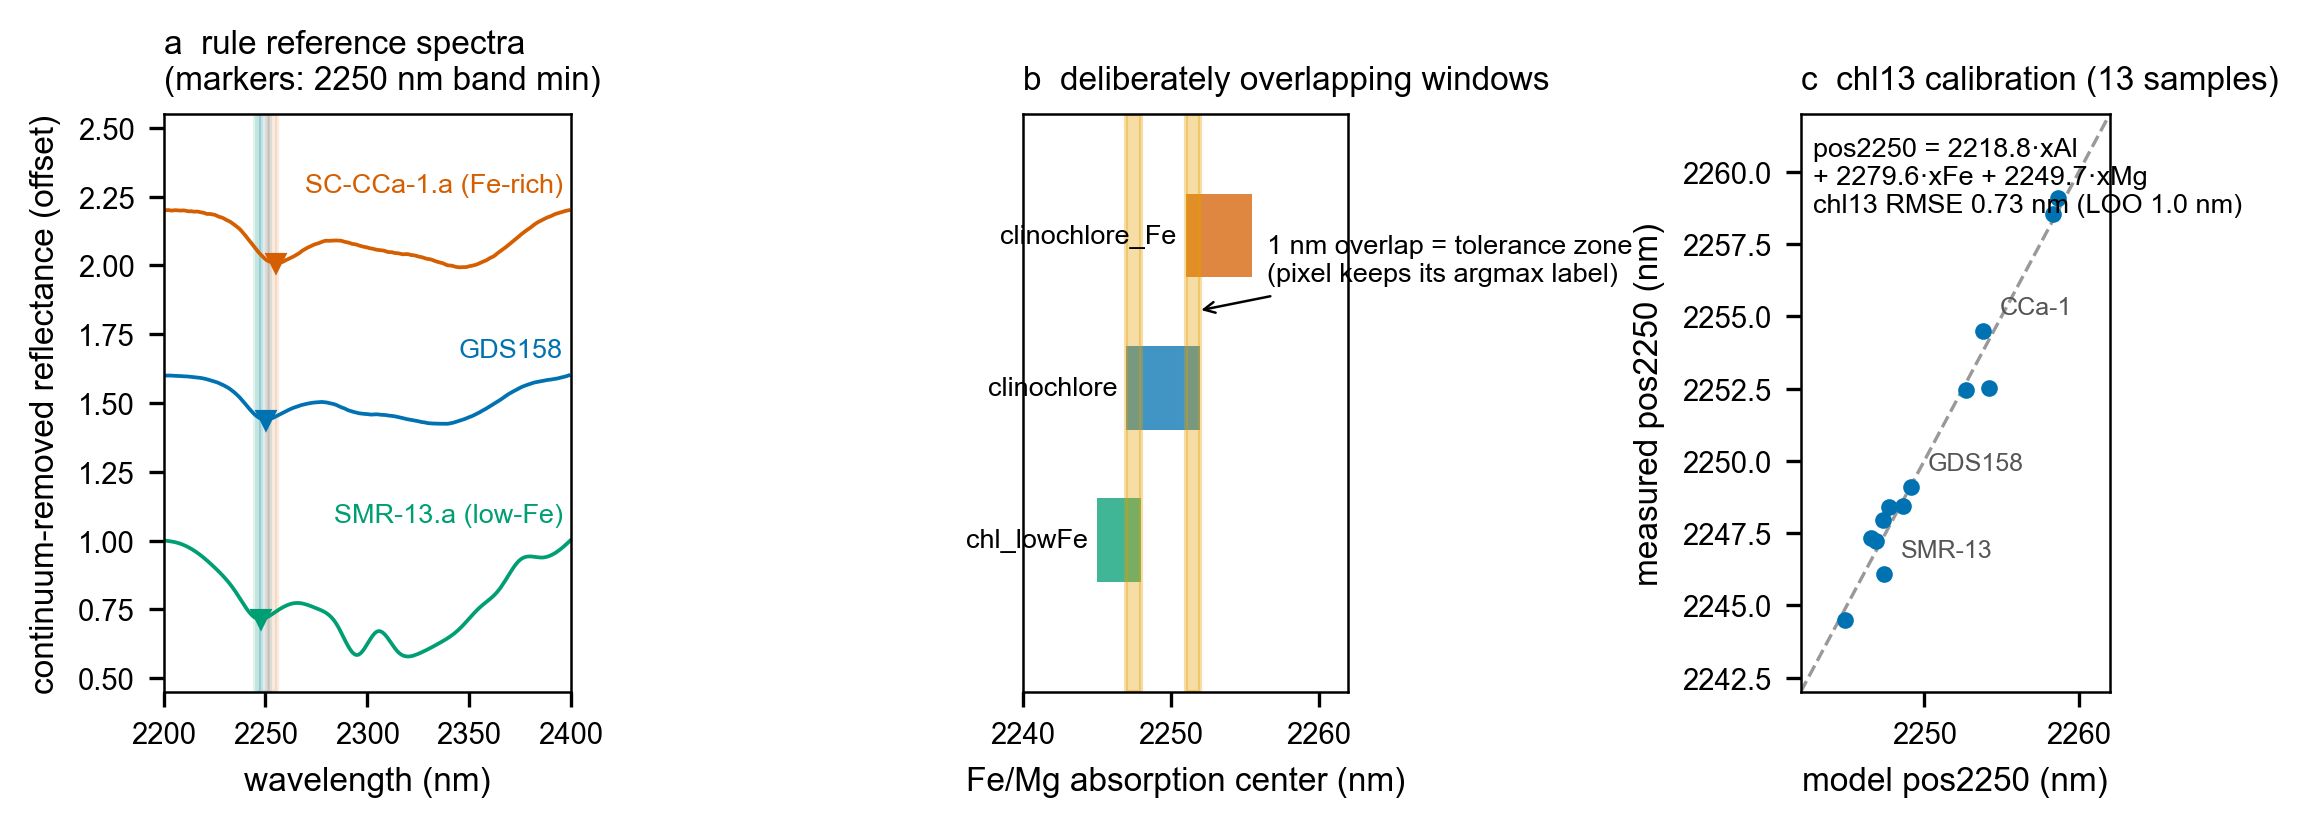 a  rule reference spectra
(markers: 2250 nm band min)
continuum-removed reflectance (offset)
2.50
2.25
2.00
1.75
1.50
1.25
1.00
0.75
0.50
SC-CCa-1.a (Fe-rich)
GDS158
SMR-13.a (low-Fe)
2200
2250
2300
2350
2400
wavelength (nm)
b  deliberately overlapping windows
clinochlore_Fe
1 nm overlap = tolerance zone
(pixel keeps its argmax label)
clinochlore
chl_lowFe
2240
2250
2260
Fe/Mg absorption center (nm)
c  chl13 calibration (13 samples)
measured pos2250 (nm)
2260.0
2257.5
2255.0
2252.5
2250.0
2247.5
2245.0
2242.5
pos2250 = 2218.8·xAl
+ 2279.6·xFe + 2249.7·xMg
chl13 RMSE 0.73 nm (LOO 1.0 nm)
CCa-1
GDS158
SMR-13
2250
2260
model pos2250 (nm)